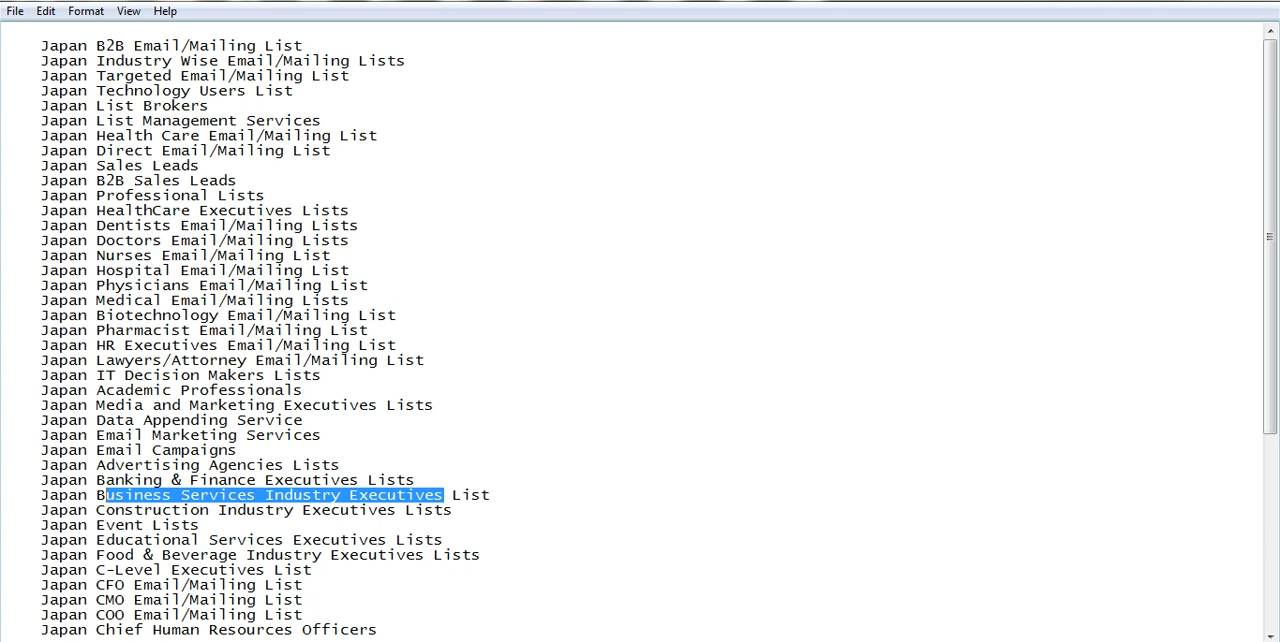 File Edit Format View Help
Japan B2B Email/Mailing List
Japan Industry Wise Email/Mailing Lists
Japan Targeted Email/Mailing List
Japan Technology Users List
Japan List Brokers
Japan List Management Services
Japan Health Care Email/Mailing List
Japan Direct Email/Mailing List
Japan Sales Leads
Japan B2B Sales Leads
Japan Professional Lists
Japan HealthCare Executives Lists
Japan Dentists Email/Mailing Lists
Japan Doctors Email/Mailing Lists
Japan Nurses Email/Mailing List
Japan Hospital Email/Mailing List
Japan Physicians Email/Mailing List
Japan Medical Email/Mailing Lists
Japan Biotechnology Email/Mailing List
Japan Pharmacist Email/Mailing List
Japan HR Executives Email/Mailing List
Japan Lawyers/Attorney Email/Mailing List
Japan IT Decision Makers Lists
Japan Academic Professionals
Japan Media and Marketing Executives Lists
Japan Data Appending Service
Japan Email Marketing Services
Japan Email Campaigns
Japan Advertising Agencies Lists
Japan Banking & Finance Executives Lists
Japan Business Services Industry Executives List
Japan Construction Industry Executives Lists
Japan Event Lists
Japan Educational Services Executives Lists
Japan Food & Beverage Industry Executives Lists
Japan C-Level Executives List
Japan CFO Email/Mailing List
Japan CMO Email/Mailing List
Japan COO Email/Mailing List
Japan Chief Human Resources Officers